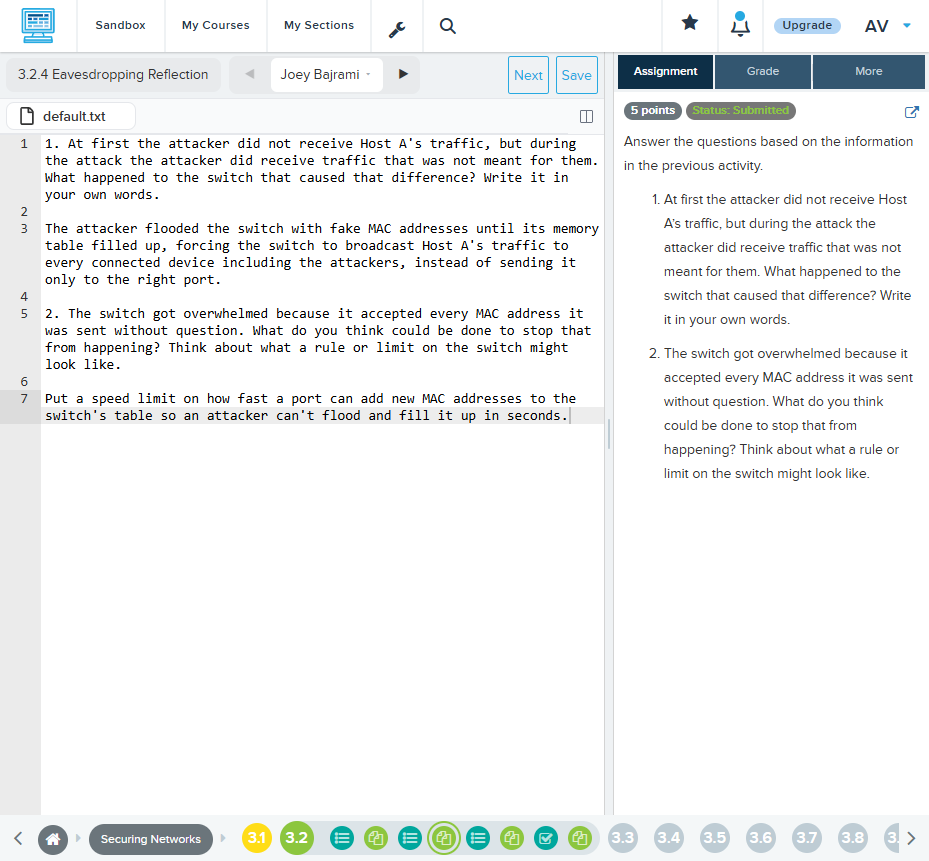 Sandbox
My Courses
My Sections
Upgrade
AV
3.2.4 Eavesdropping Reflection
Joey Bajrami
Next
Save
Assignment
Grade
More
default.txt
5 points
Status: Submitted
1
1. At first the attacker did not receive Host A's traffic, but during
the attack the attacker did receive traffic that was not meant for them.
What happened to the switch that caused that difference? Write it in
your own words.
2
3
The attacker flooded the switch with fake MAC addresses until its memory
table filled up, forcing the switch to broadcast Host A's traffic to
every connected device including the attackers, instead of sending it
only to the right port.
4
5
2. The switch got overwhelmed because it accepted every MAC address it
was sent without question. What do you think could be done to stop that
from happening? Think about what a rule or limit on the switch might
look like.
6
7
Put a speed limit on how fast a port can add new MAC addresses to the
switch's table so an attacker can't flood and fill it up in seconds.
Answer the questions based on the information
in the previous activity.
1. At first the attacker did not receive Host
A's traffic, but during the attack the
attacker did receive traffic that was not
meant for them. What happened to the
switch that caused that difference? Write
it in your own words.
2. The switch got overwhelmed because it
accepted every MAC address it was sent
without question. What do you think
could be done to stop that from
happening? Think about what a rule or
limit on the switch might look like.
Securing Networks
3.1
3.2
3.3
3.4
3.5
3.6
3.7
3.8
3.